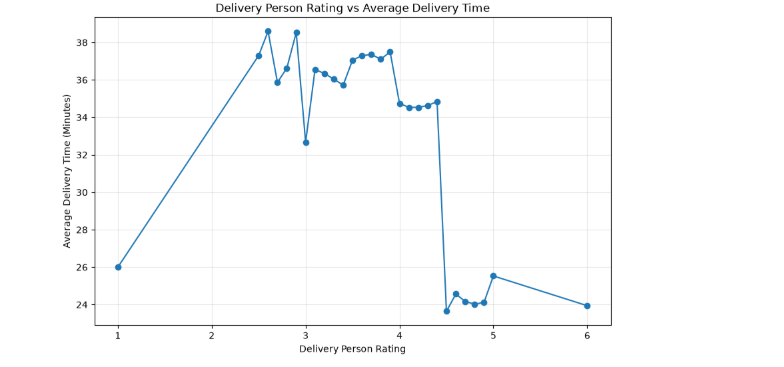 Delivery Person Rating vs Average Delivery Time
38
36
34
32
30
28
26
24
Average Delivery Time (Minutes)
1 2 3 4 5 6
Delivery Person Rating